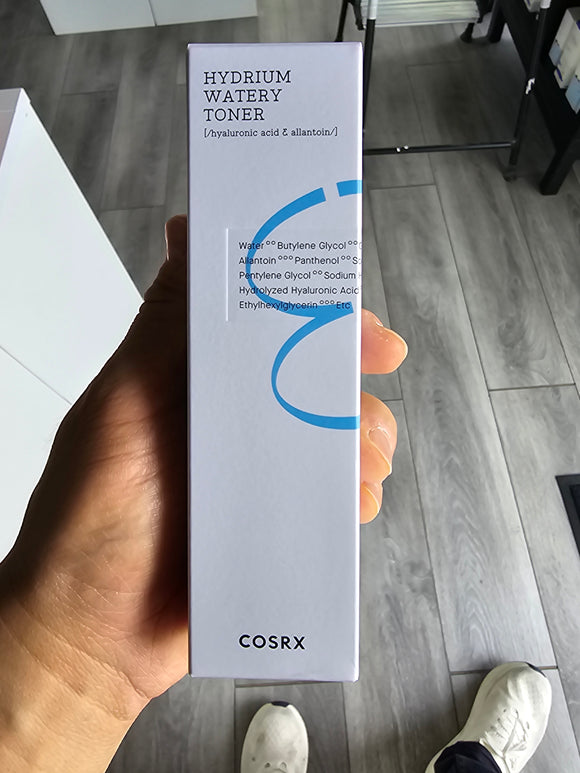 HYDRIUM
WATERY
TONER
[/hyaluronic acid & allantoin/]
Water °° Butylene Glycol °°
Allantoin °°° Panthenol °°
Pentylene Glycol °° Sodium
Hydrolyzed Hyaluronic Acid
Ethylhexylglycerin °°° Etc
COSRX